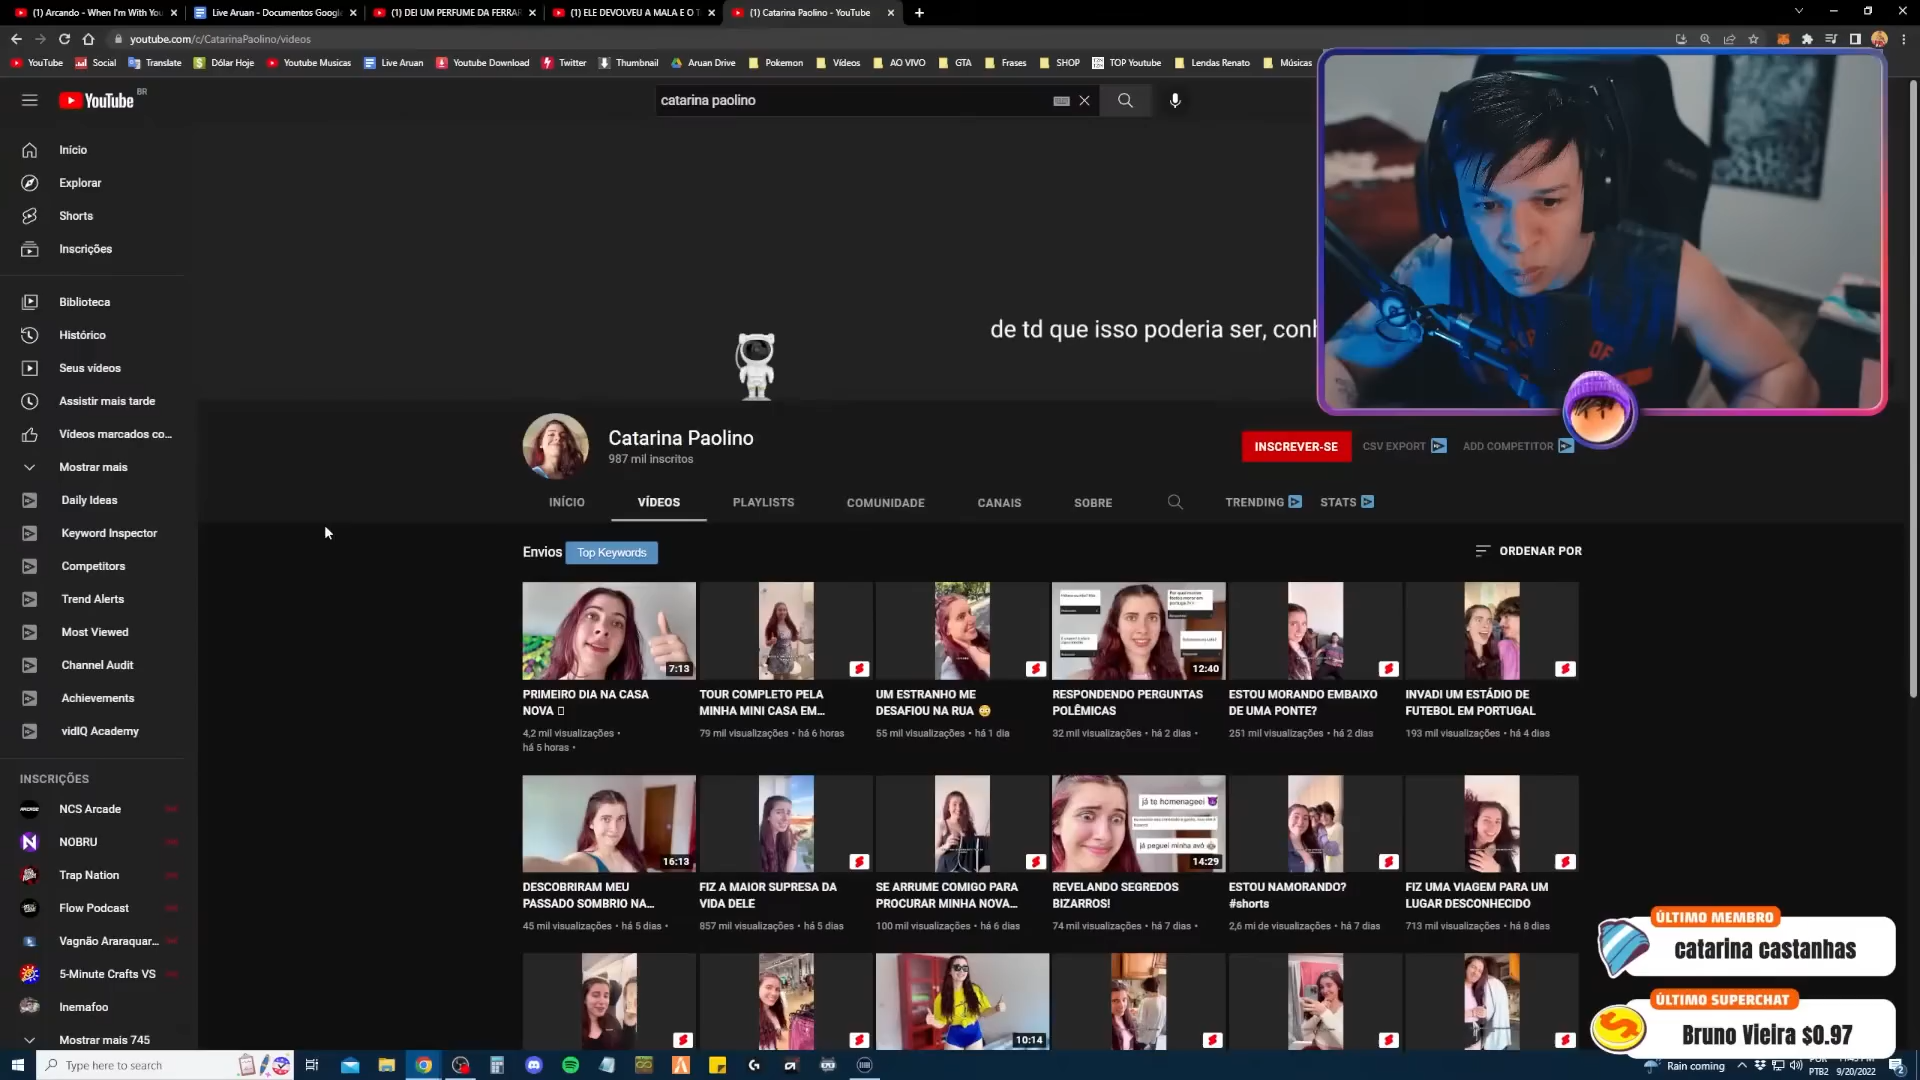 (1) Arcando - When I'm With You
Live Aruan - Documentos Google
(1) DEI UM PERFUME DA FERRAR
(1) ELE DEVOLVEU A MALA E O T
(1) Catarina Paolino - YouTube
youtube.com/c/CatarinaPaolino/videos
YouTube
Social
Translate
Dólar Hoje
Youtube Musicas
Live Aruan
Youtube Download
Twitter
Thumbnail
Aruan Drive
Pokemon
Vídeos
AO VIVO
GTA
Frases
SHOP
TOP Youtube
Lendas Renato
Músicas
YouTube BR
catarina paolino
Início
Explorar
Shorts
Inscrições
Biblioteca
Histórico
Seus vídeos
Assistir mais tarde
Vídeos marcados co...
Mostrar mais
Daily Ideas
Keyword Inspector
Competitors
Trend Alerts
Most Viewed
Channel Audit
Achievements
vidIQ Academy
INSCRIÇÕES
NCS Arcade
NOBRU
Trap Nation
Flow Podcast
Vagnão Araraquar...
5-Minute Crafts VS
Inemafoo
Mostrar mais 745
de td que isso poderia ser, conh
OF
Catarina Paolino
987 mil inscritos
INSCREVER-SE
CSV EXPORT
ADD COMPETITOR
INÍCIO
VÍDEOS
PLAYLISTS
COMUNIDADE
CANAIS
SOBRE
TRENDING
STATS
Envios
Top Keywords
ORDENAR POR
7:13
12:40
PRIMEIRO DIA NA CASA
NOVA
4,2 mil visualizações •
há 5 horas •
TOUR COMPLETO PELA
MINHA MINI CASA EM...
79 mil visualizações • há 6 horas
UM ESTRANHO ME
DESAFIOU NA RUA 😳
55 mil visualizações • há 1 dia
RESPONDENDO PERGUNTAS
POLÊMICAS
32 mil visualizações • há 2 dias •
ESTOU MORANDO EMBAIXO
DE UMA PONTE?
251 mil visualizações • há 2 dias
INVADI UM ESTÁDIO DE
FUTEBOL EM PORTUGAL
193 mil visualizações • há 4 dias
16:13
já te homenageei 😈
já peguei minha avó
14:29
DESCOBRIRAM MEU
PASSADO SOMBRIO NA...
45 mil visualizações • há 5 dias •
FIZ A MAIOR SUPRESA DA
VIDA DELE
857 mil visualizações • há 5 dias
SE ARRUME COMIGO PARA
PROCURAR MINHA NOVA...
100 mil visualizações • há 6 dias
REVELANDO SEGREDOS
BIZARROS!
74 mil visualizações • há 7 dias •
ESTOU NAMORANDO?
#shorts
2,6 mi de visualizações • há 7 dias
FIZ UMA VIAGEM PARA UM
LUGAR DESCONHECIDO
713 mil visualizações • há 8 dias
10:14
ÚLTIMO MEMBRO
catarina castanhas
ÚLTIMO SUPERCHAT
Bruno Vieira $0.97
Type here to search
Rain coming
PTB2
9/20/2022